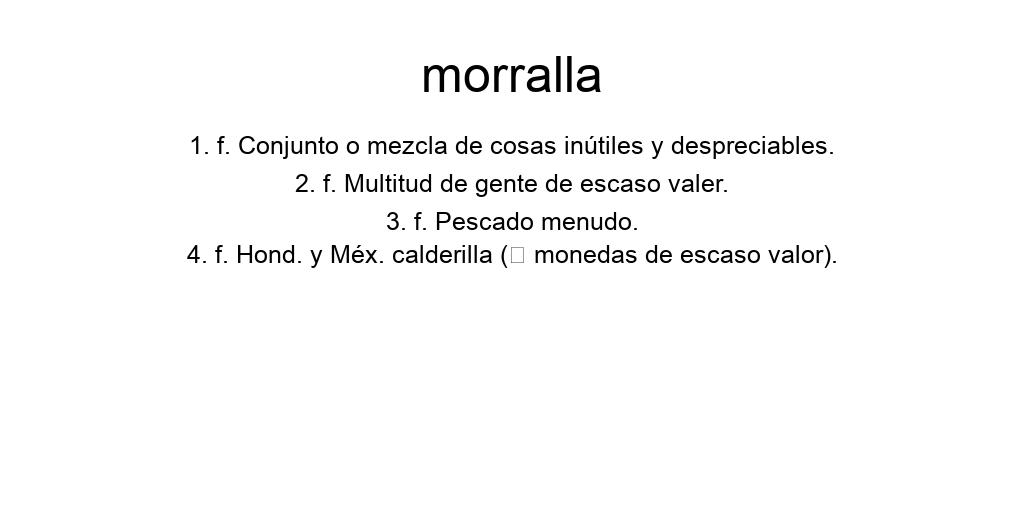 morralla
1. f. Conjunto o mezcla de cosas inútiles y despreciables.
2. f. Multitud de gente de escaso valer.
3. f. Pescado menudo.
4. f. Hond. y Méx. calderilla (□ monedas de escaso valor).